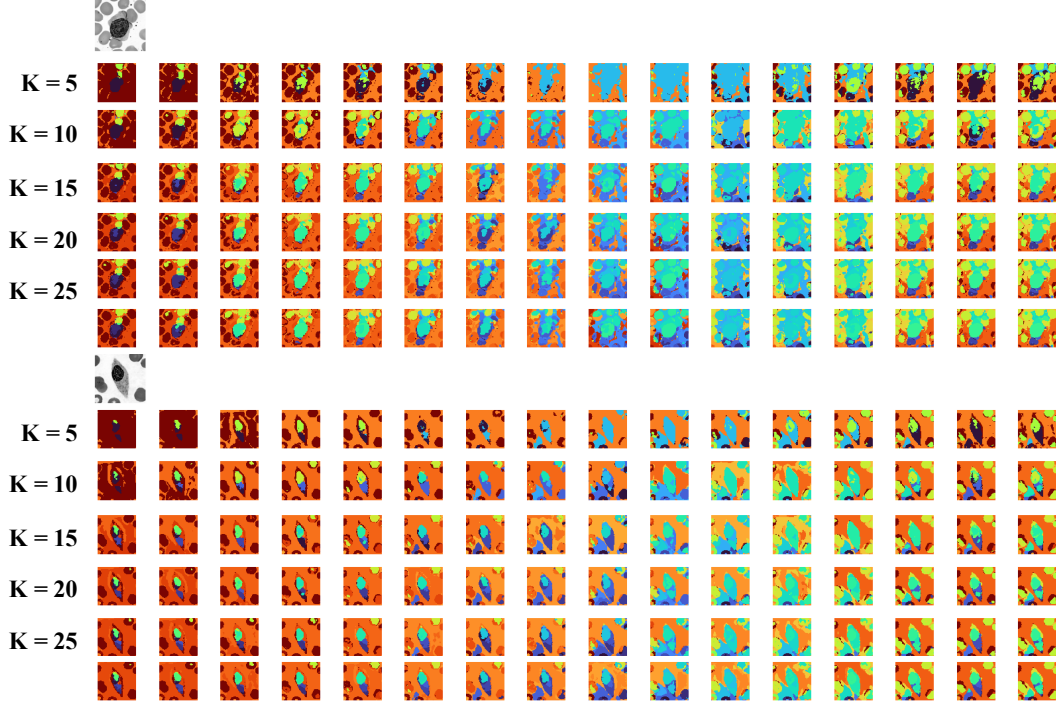 K = 5
K = 10
K = 15
K = 20
K = 25
K = 5
K = 10
K = 15
K = 20
K = 25